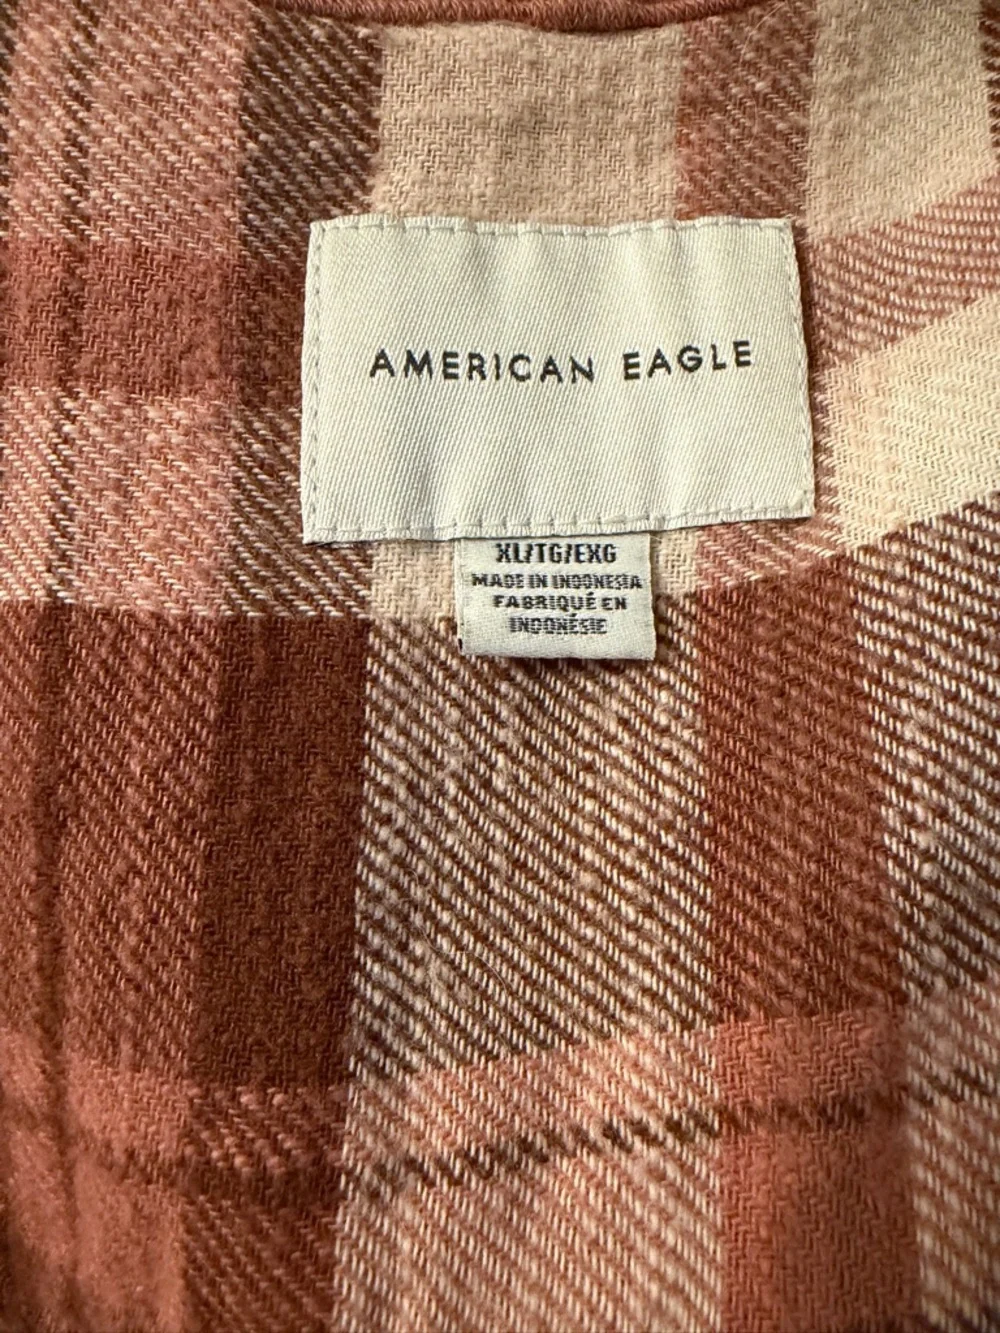 AMERICAN EAGLE
XL/TG/EXG
MADE IN INDONESIA
FABRIQUÉ EN
INDONÉSIE